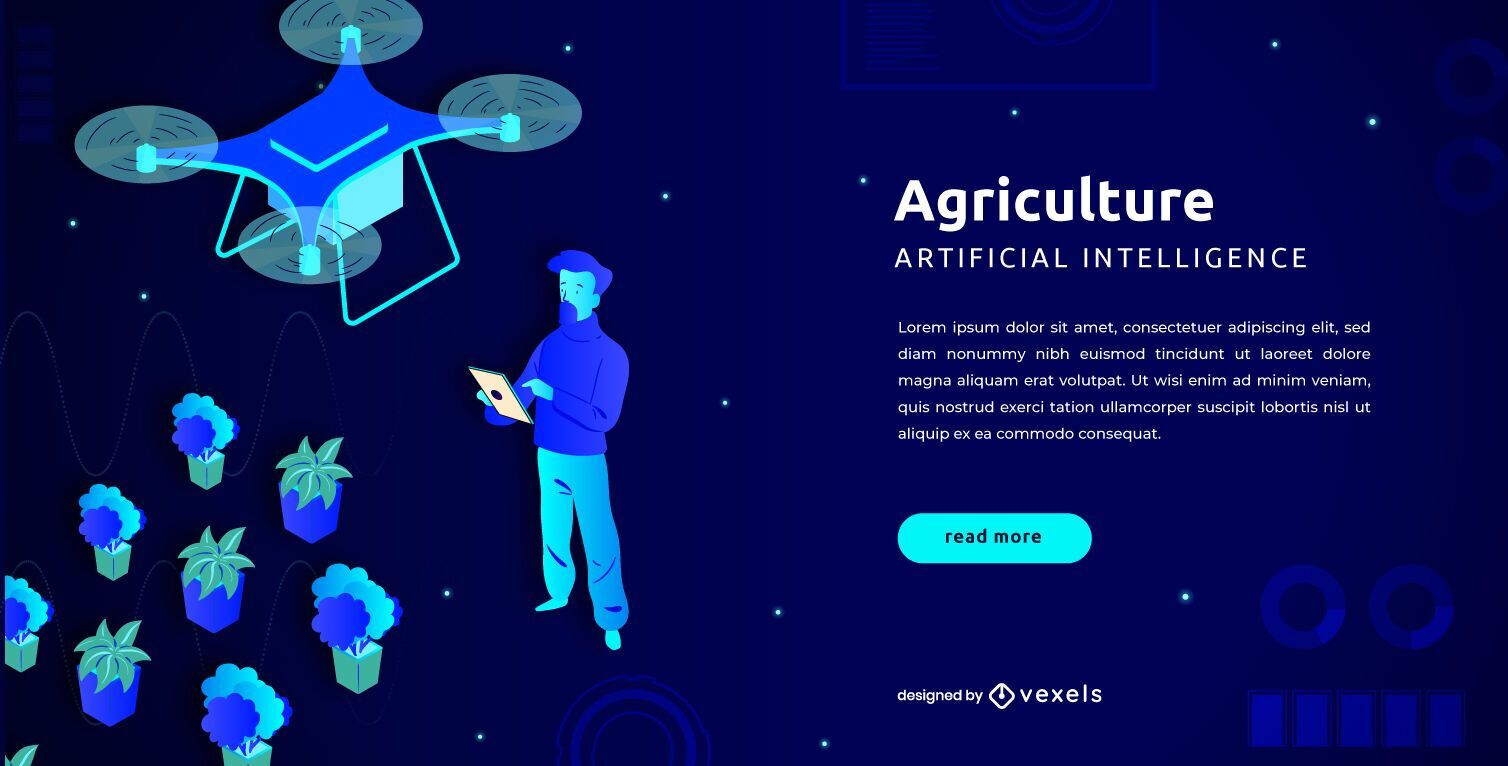 Agriculture
ARTIFICIAL INTELLIGENCE
Lorem ipsum dolor sit amet, consectetuer adipiscing elit, sed
diam nonummy nibh euismod tincidunt ut laoreet dolore
magna aliquam erat volutpat. Ut wisi enim ad minim veniam,
quis nostrud exerci tation ullamcorper suscipit lobortis nisl ut
aliquip ex ea commodo consequat.
read more
designed by vexels